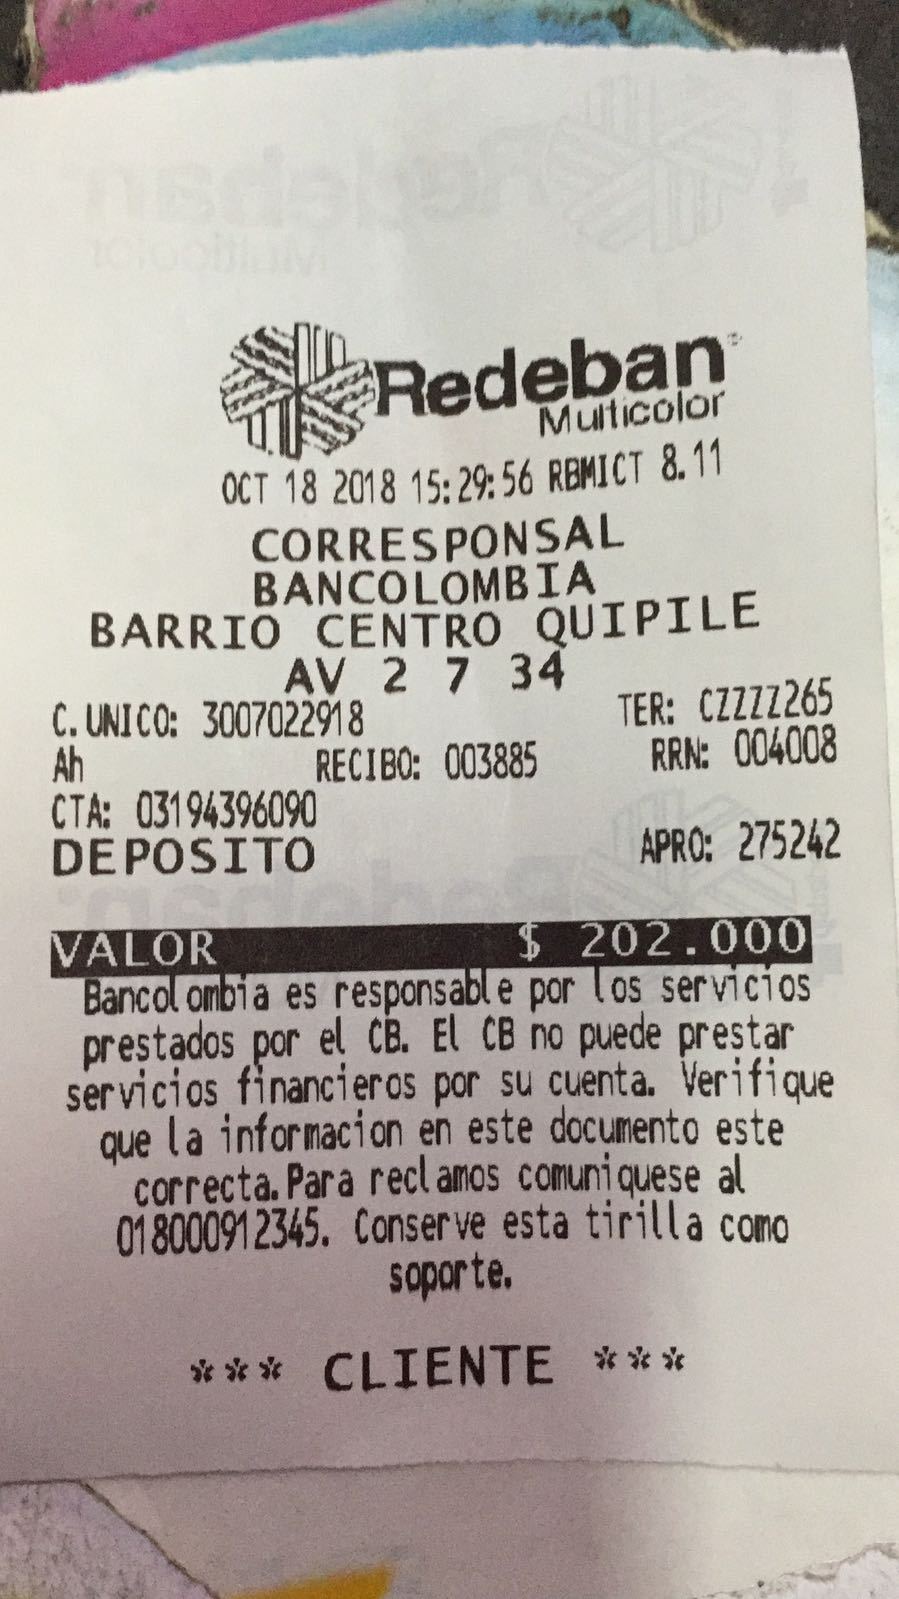 Redeban
Multicolor
OCT 18 2018 15:29:56 RBMICT 8.11
CORRESPONSAL
BANCOLOMBIA
BARRIO CENTRO QUIPILE
AV 2 7 34
C. UNICO: 3007022918 TER: CZZZZ265
Ah RECIBO: 003885 RRN: 004008
CTA: 03194396090
DEPOSITO APRO: 275242
VALOR $ 202.000
Bancolombia es responsable por los servicios
prestados por el CB. El CB no puede prestar
servicios financieros por su cuenta. Verifique
que la informacion en este documento este
correcta. Para reclamos comuniquese al
018000912345. Conserve esta tirilla como
soporte.
*** CLIENTE ***